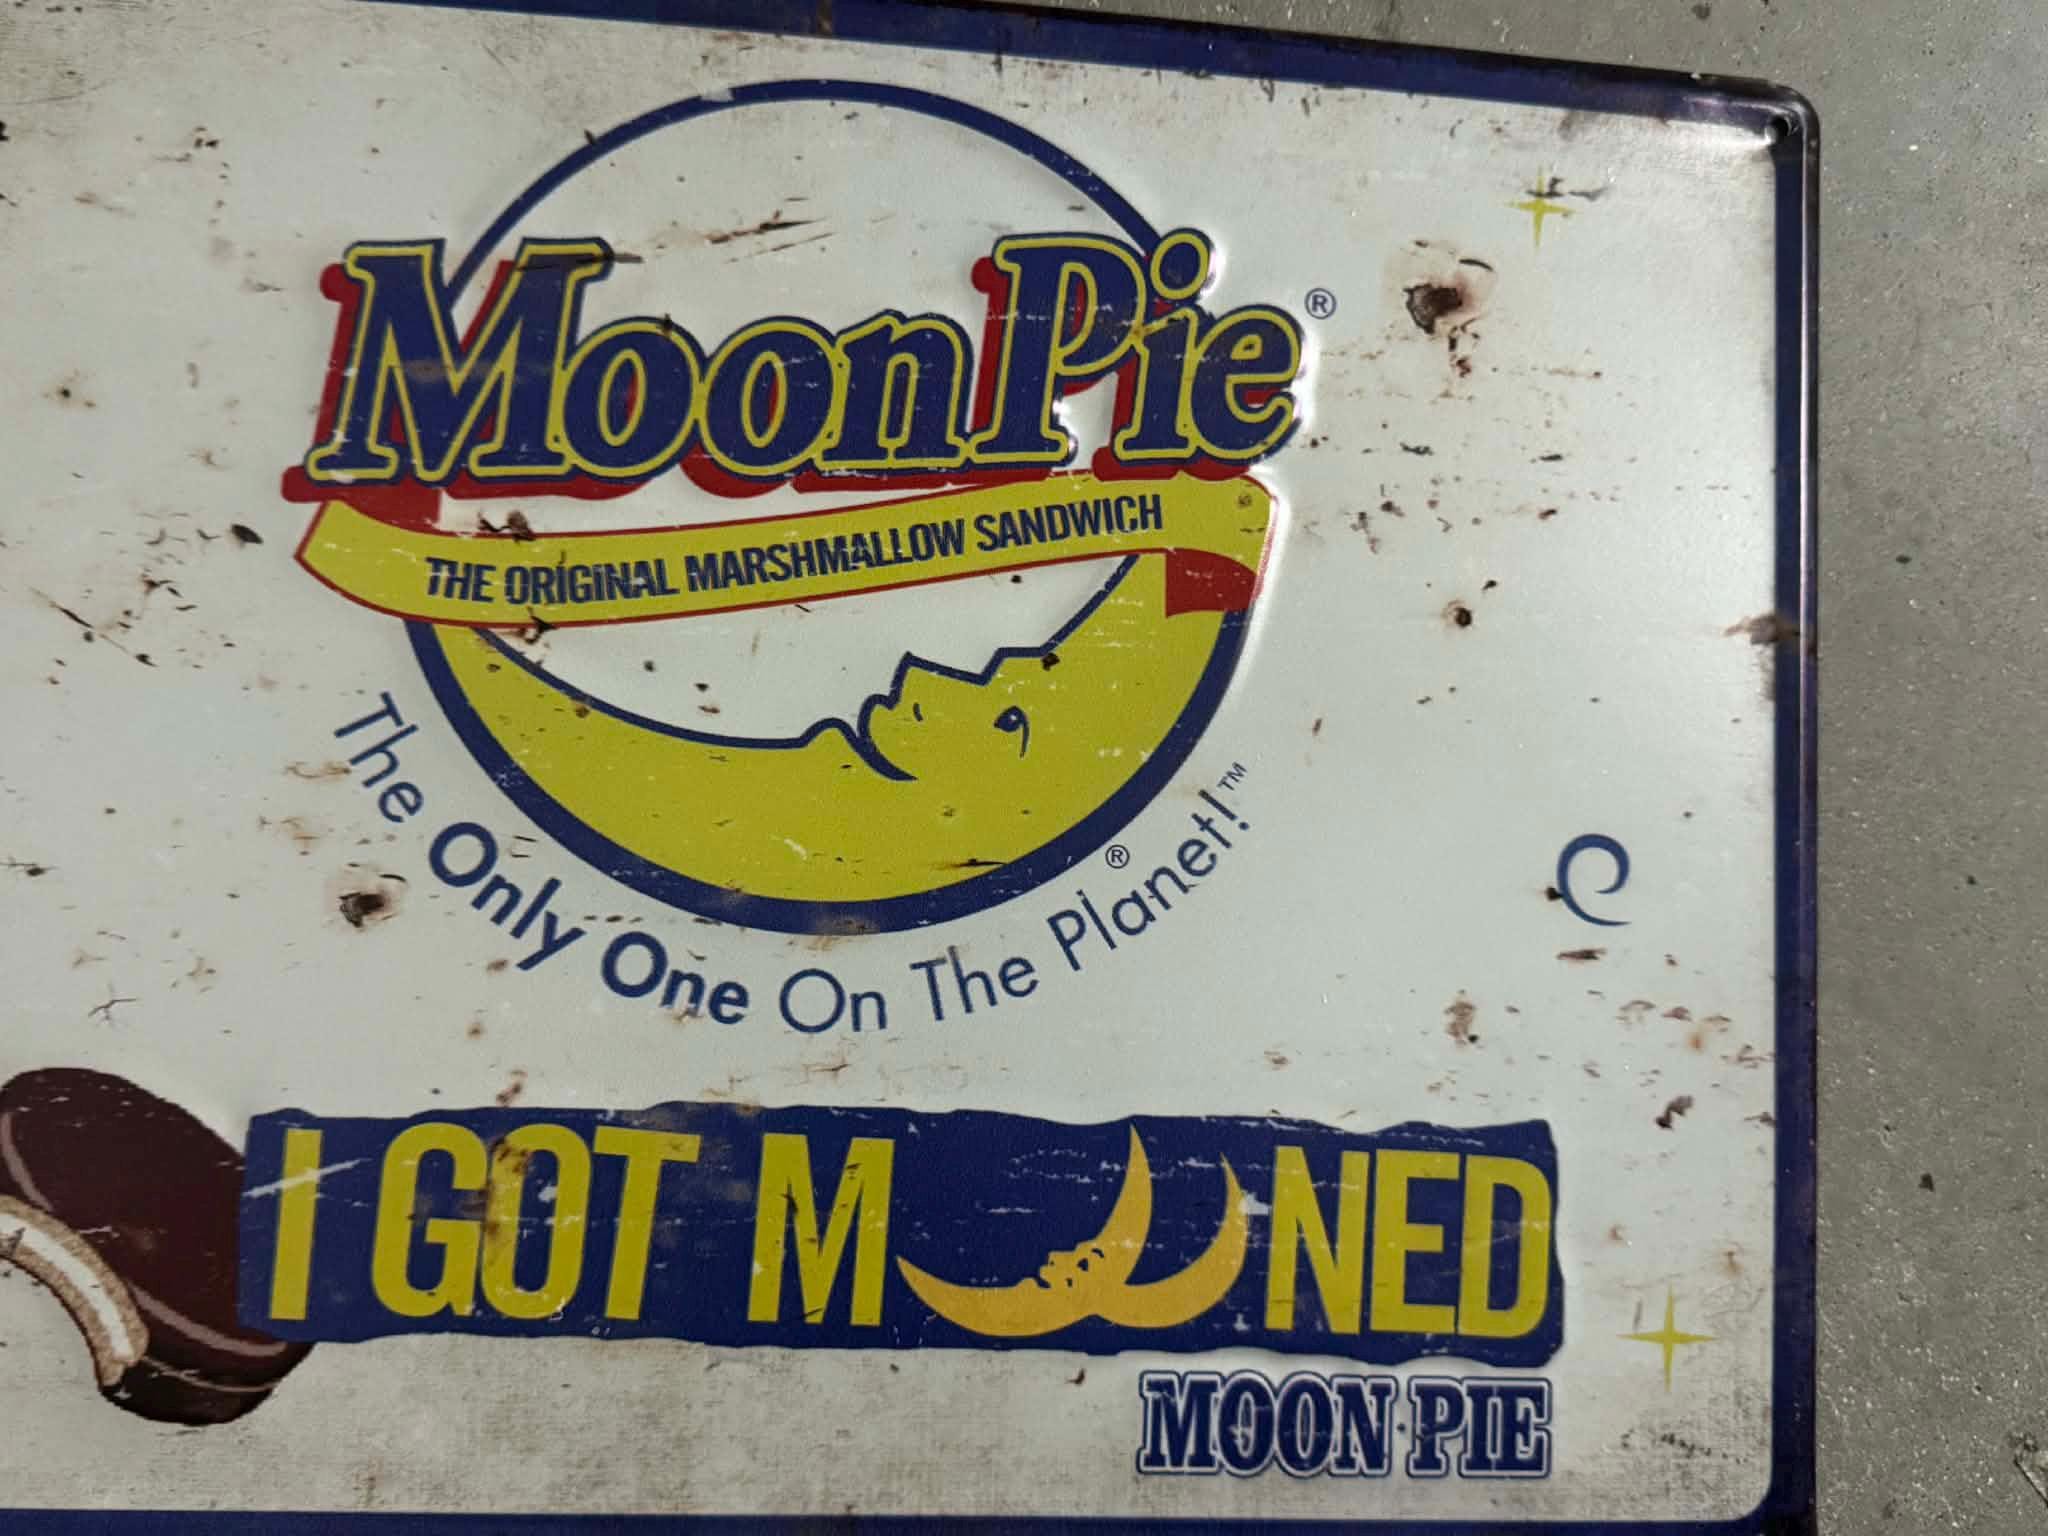 MoonPie®
THE ORIGINAL MARSHMALLOW SANDWICH
®
The Only One On The Planet!™
I GOT MOONED
MOON PIE